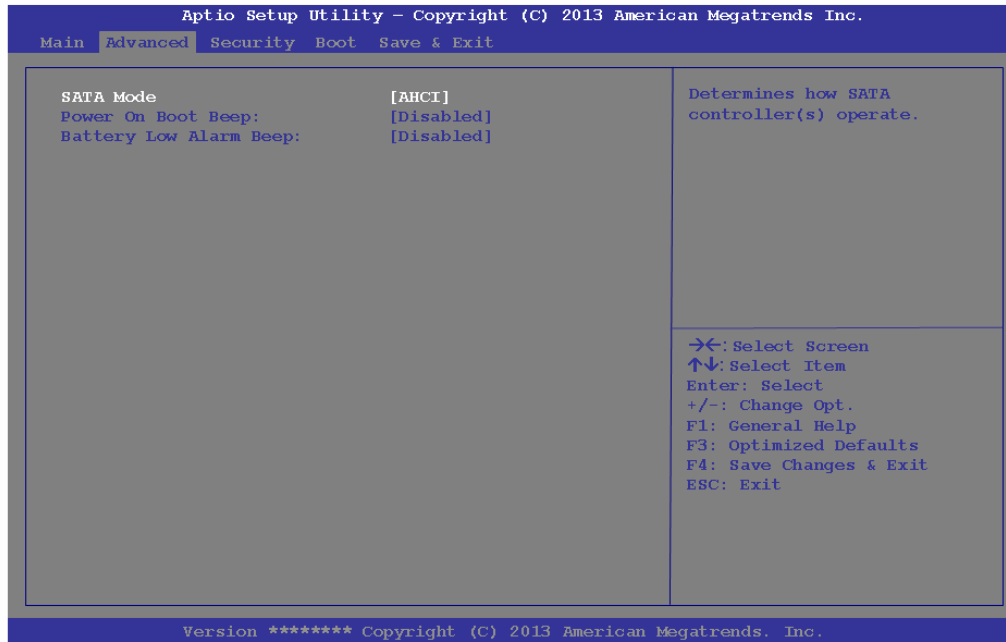 Aptio Setup Utility – Copyright (C) 2013 American Megatrends Inc.
Main Advanced Security Boot Save & Exit
SATA Mode [AHCI]
Power On Boot Beep: [Disabled]
Battery Low Alarm Beep: [Disabled]
Determines how SATA
controller(s) operate.
→←: Select Screen
↑↓: Select Item
Enter: Select
+/-: Change Opt.
F1: General Help
F3: Optimized Defaults
F4: Save Changes & Exit
ESC: Exit
Version ******** Copyright (C) 2013 American Megatrends. Inc.